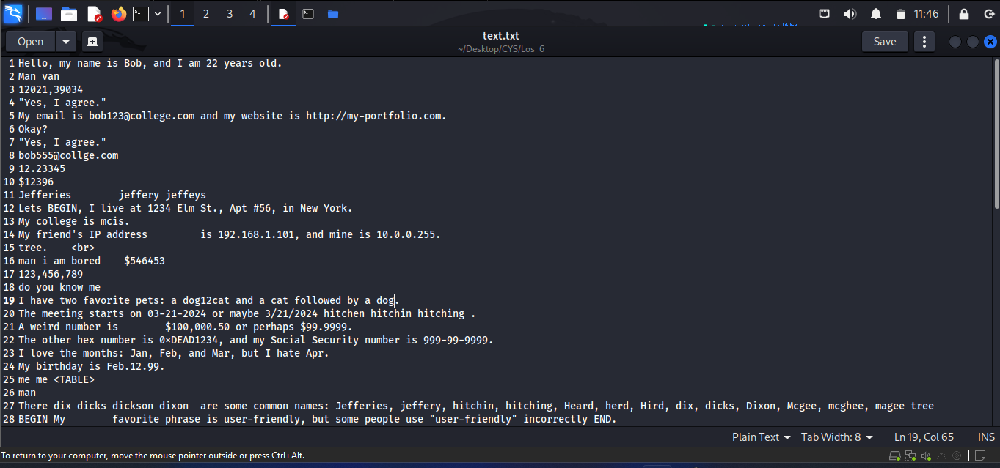 1 2 3 4 11:46
Open text.txt Save
~/Desktop/CYS/Los_6
1 Hello, my name is Bob, and I am 22 years old.
2 Man van
3 12021,39034
4 "Yes, I agree."
5 My email is bob123@college.com and my website is http://my-portfolio.com.
6 Okay?
7 "Yes, I agree."
8 bob555@collge.com
9 12.23345
10 $12396
11 Jefferies jeffery jeffeys
12 Lets BEGIN, I live at 1234 Elm St., Apt #56, in New York.
13 My college is mcis.
14 My friend's IP address is 192.168.1.101, and mine is 10.0.0.255.
15 tree. <br>
16 man i am bored $546453
17 123,456,789
18 do you know me
19 I have two favorite pets: a dog12cat and a cat followed by a dog.
20 The meeting starts on 03-21-2024 or maybe 3/21/2024 hitchen hitchin hitching .
21 A weird number is $100,000.50 or perhaps $99.9999.
22 The other hex number is 0×DEAD1234, and my Social Security number is 999-99-9999.
23 I love the months: Jan, Feb, and Mar, but I hate Apr.
24 My birthday is Feb.12.99.
25 me me <TABLE>
26 man
27 There dix dicks dickson dixon are some common names: Jefferies, jeffery, hitchin, hitching, Heard, herd, Hird, dix, dicks, Dixon, Mcgee, mcghee, magee tree
28 BEGIN My favorite phrase is user-friendly, but some people use "user-friendly" incorrectly END.
Plain Text Tab Width: 8 Ln 19, Col 65 INS
To return to your computer, move the mouse pointer outside or press Ctrl+Alt.